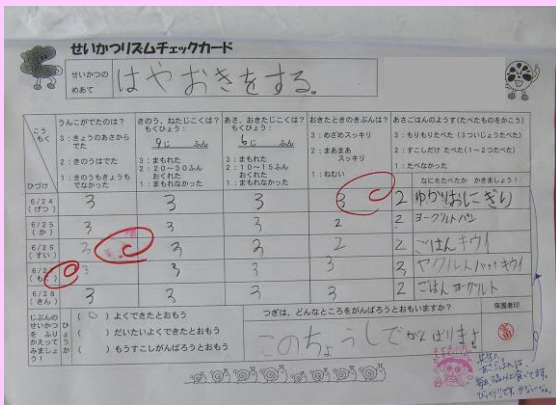 せいかつリズムチェックカード
せいかつの
めあて
はやおきをする。
こうもく
ひづけ
うんこがでたのは？
3：きょうのあさから
でた
2：きのうはでた
1：きのうもきょうも
でなかった
きのう、ねたじこくは？
もくひょう：
9じ ふん
3：まもれた
2：20～30ふん
おくれた
1：まもれなかった
あさ、おきたじこくは？
もくひょう：
6じ ふん
3：まもれた
2：10～15ふん
おくれた
1：まもれなかった
おきたときのきぶんは？
3：めざめスッキリ
2：まあまあ
スッキリ
1：ねむい
あさごはんのようす(たべたものをかこう)
3：もりもりたべた（3ついじょうたべた）
2：すこしだけ たべた(1～2つたべた)
1：たべなかった
なにをたべたか かきましょう！
6/24
(げつ)
3 3 3 3 2 ゆかりおにぎり
6/25
(か)
3 3 3 2 2 ヨーグルトパン
6/26
(すい)
3 3 3 2 2 ごはんキウイ
6/27
(もく)
3 3 3 3 3 ヤクルト キウイ
6/28
(きん)
3 3 3 3 2 ごはんヨーグルト
じぶんの
せいかつ
を ふり
かえって
みましょ
う！
ひょうか
(○) よくできたとおもう
( ) だいたいよくできたとおもう
( ) もうすこしがんばろうとおもう
つぎは、どんなところをがんばろうとおもいますか？
このちょうしでがんばります
保護者印